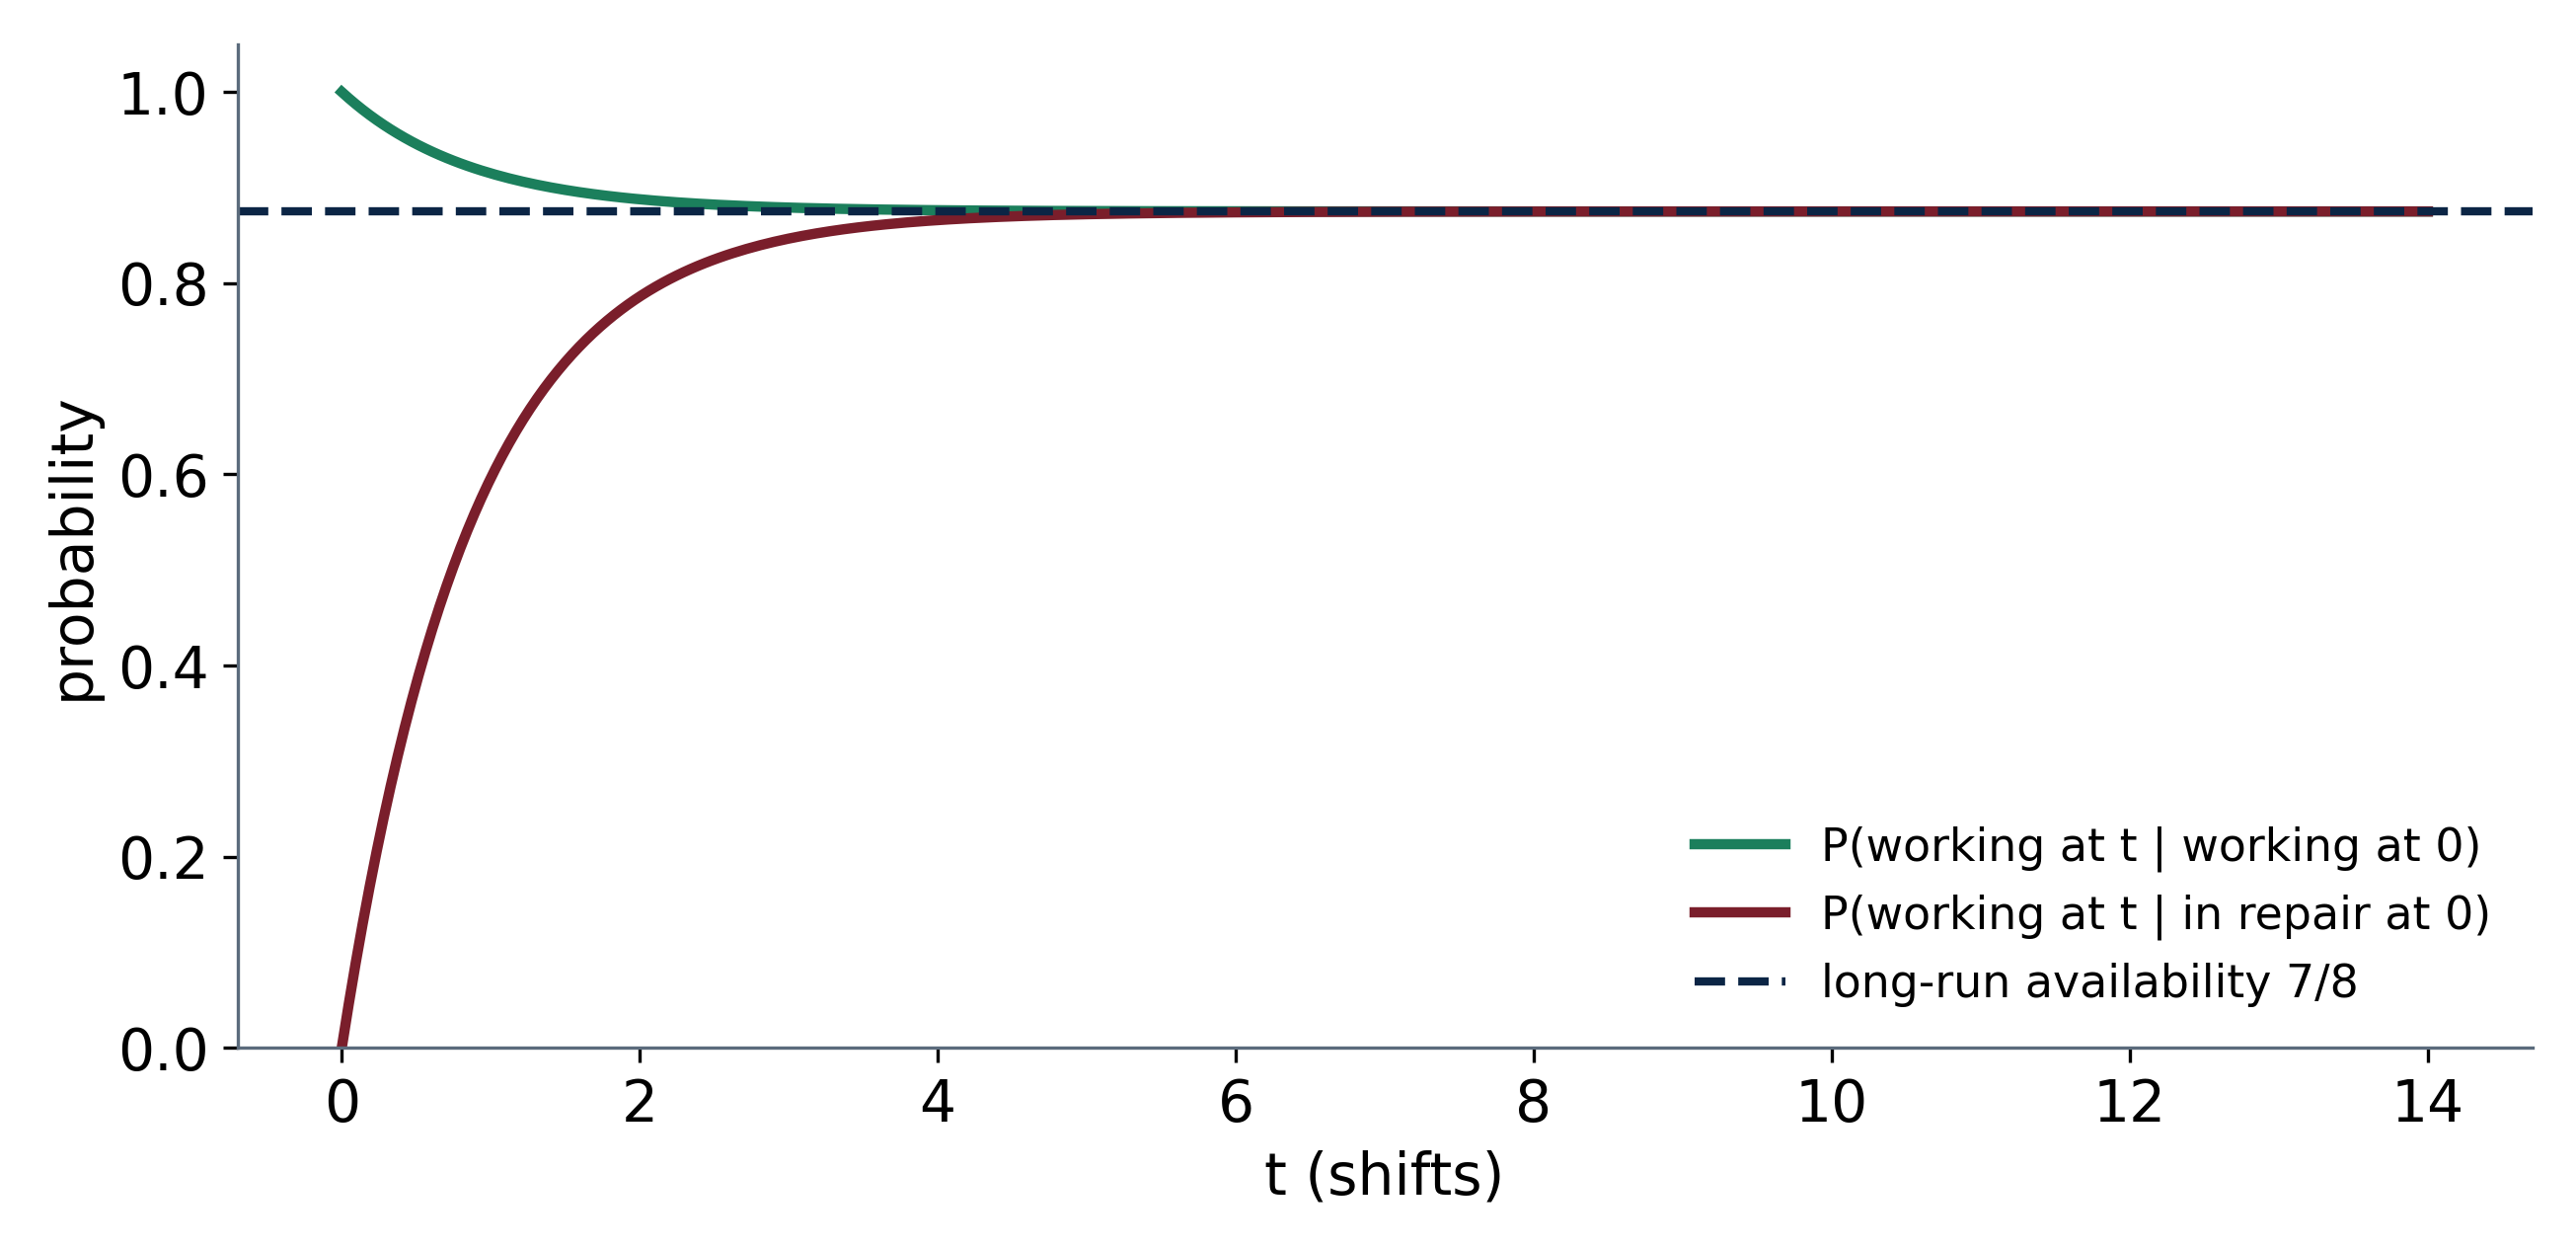 1.0
0.8
0.6
0.4
0.2
0.0
probability
P(working at t | working at 0)
P(working at t | in repair at 0)
long-run availability 7/8
0 2 4 6 8 10 12 14
t (shifts)